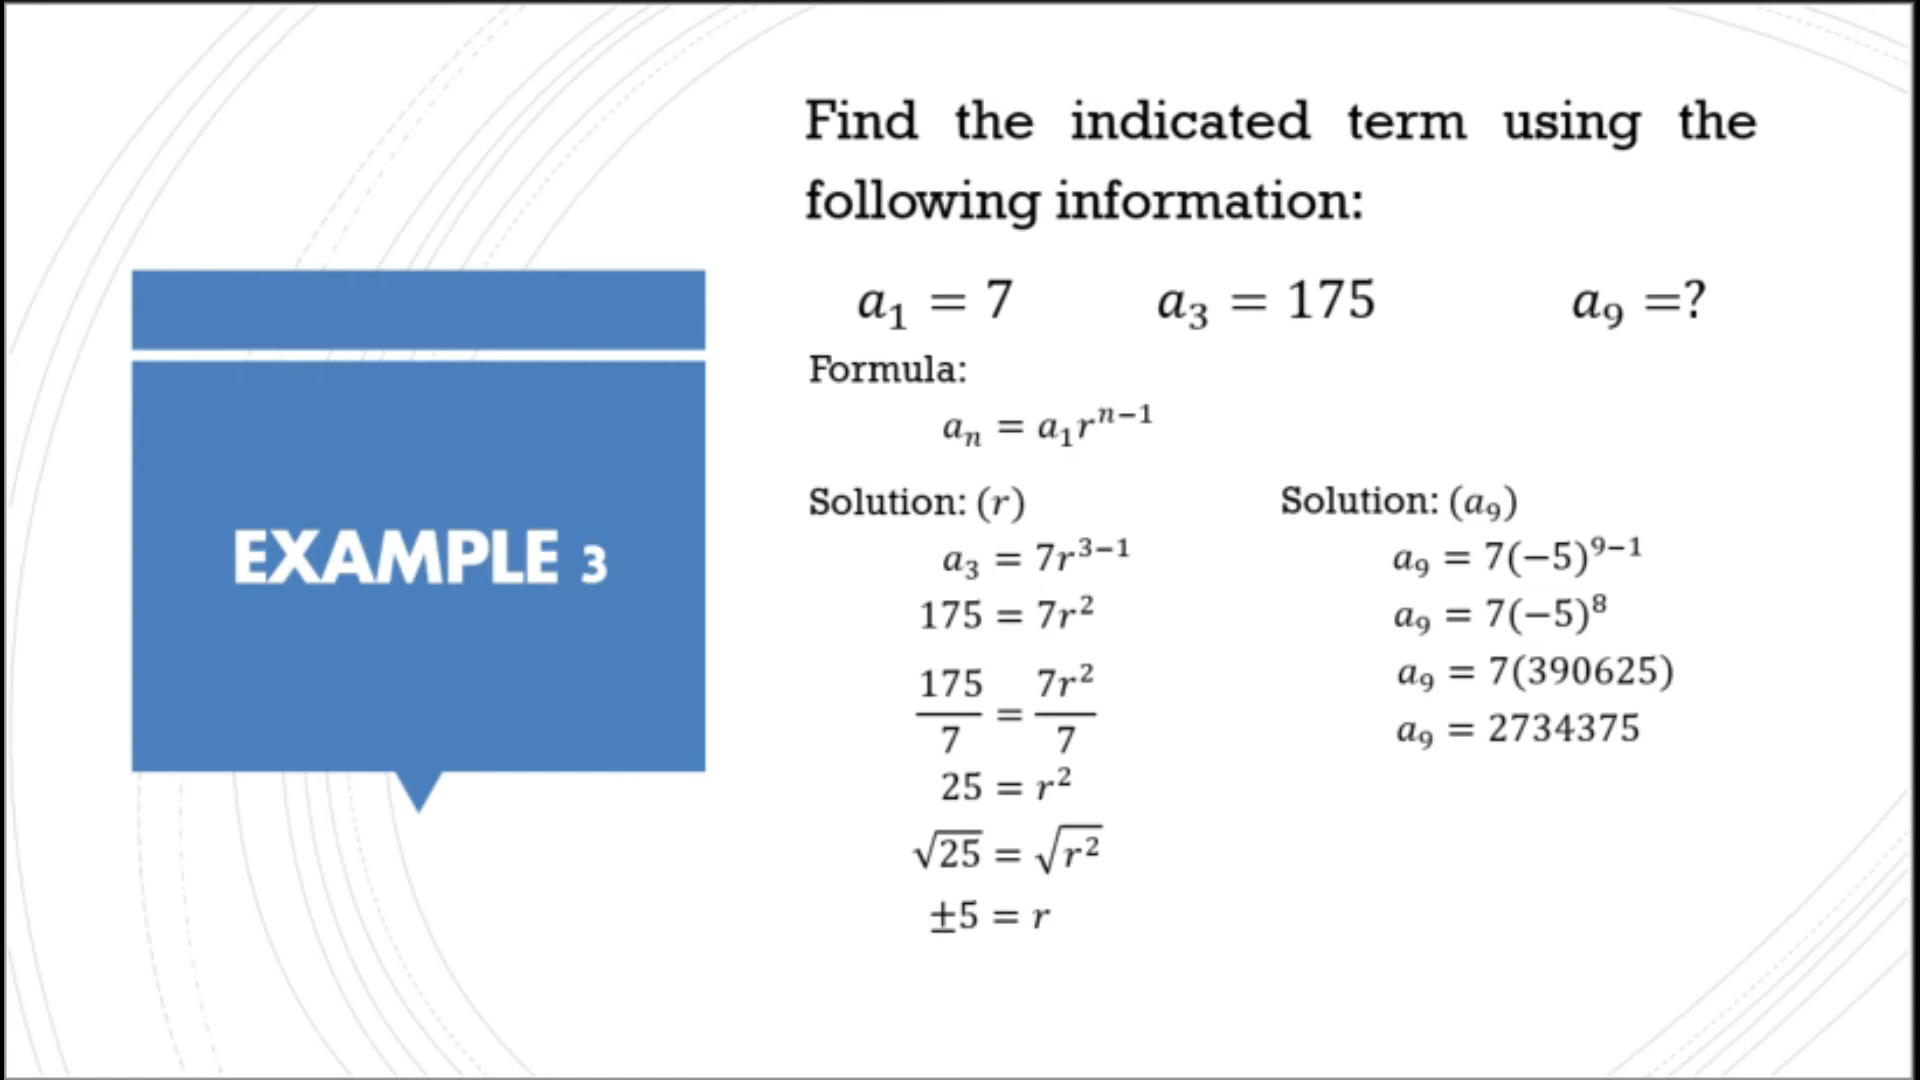 Find the indicated term using the
following information:
a₁ = 7 a₃ = 175 a₉ =?
Formula:
aₙ = a₁rⁿ⁻¹
EXAMPLE 3
Solution: (r)
a₃ = 7r³⁻¹
175 = 7r²
175/7 = 7r²/7
25 = r²
√25 = √r²
±5 = r
Solution: (a₉)
a₉ = 7(−5)⁹⁻¹
a₉ = 7(−5)⁸
a₉ = 7(390625)
a₉ = 2734375